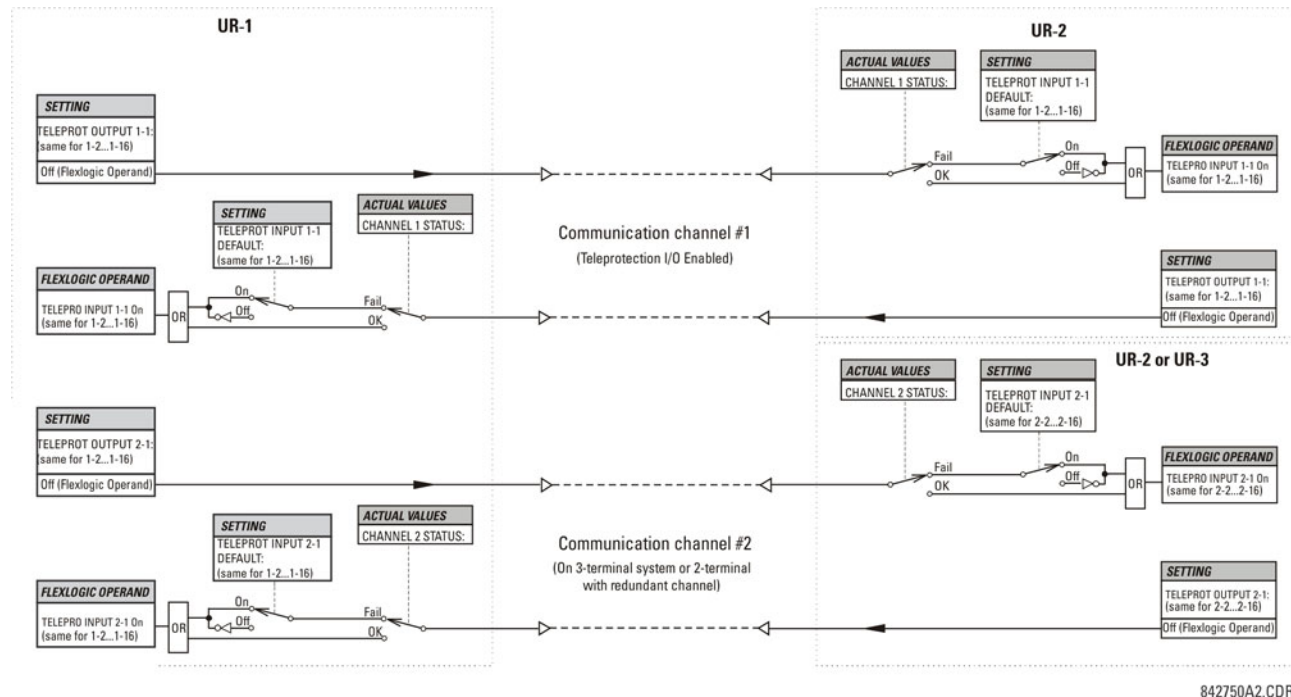 UR-1
SETTING
TELEPROT OUTPUT 1-1:
(same for 1-2...1-16)
Off (Flexlogic Operand)
SETTING
TELEPROT INPUT 1-1
DEFAULT:
(same for 1-2...1-16)
ACTUAL VALUES
CHANNEL 1 STATUS:
FLEXLOGIC OPERAND
TELEPRO INPUT 1-1 On
(same for 1-2...1-16)
OR
On
Off
Fail
OK
SETTING
TELEPROT OUTPUT 2-1:
(same for 1-2...1-16)
Off (Flexlogic Operand)
SETTING
TELEPROT INPUT 2-1
DEFAULT:
(same for 1-2...1-16)
ACTUAL VALUES
CHANNEL 2 STATUS:
FLEXLOGIC OPERAND
TELEPRO INPUT 2-1 On
(same for 1-2...1-16)
OR
On
Off
Fail
OK
Communication channel #1
(Teleprotection I/O Enabled)
Communication channel #2
(On 3-terminal system or 2-terminal
with redundant channel)
UR-2
ACTUAL VALUES
CHANNEL 1 STATUS:
SETTING
TELEPROT INPUT 1-1
DEFAULT:
(same for 1-2...1-16)
Fail
OK
On
Off
OR
FLEXLOGIC OPERAND
TELEPRO INPUT 1-1 On
(same for 1-2...1-16)
SETTING
TELEPROT OUTPUT 1-1:
(same for 1-2...1-16)
Off (Flexlogic Operand)
UR-2 or UR-3
ACTUAL VALUES
CHANNEL 2 STATUS:
SETTING
TELEPROT INPUT 2-1
DEFAULT:
(same for 2-2...2-16)
Fail
OK
On
Off
OR
FLEXLOGIC OPERAND
TELEPRO INPUT 2-1 On
(same for 2-2...2-16)
SETTING
TELEPROT OUTPUT 2-1:
(same for 2-2...2-16)
Off (Flexlogic Operand)
842750A2.CDR